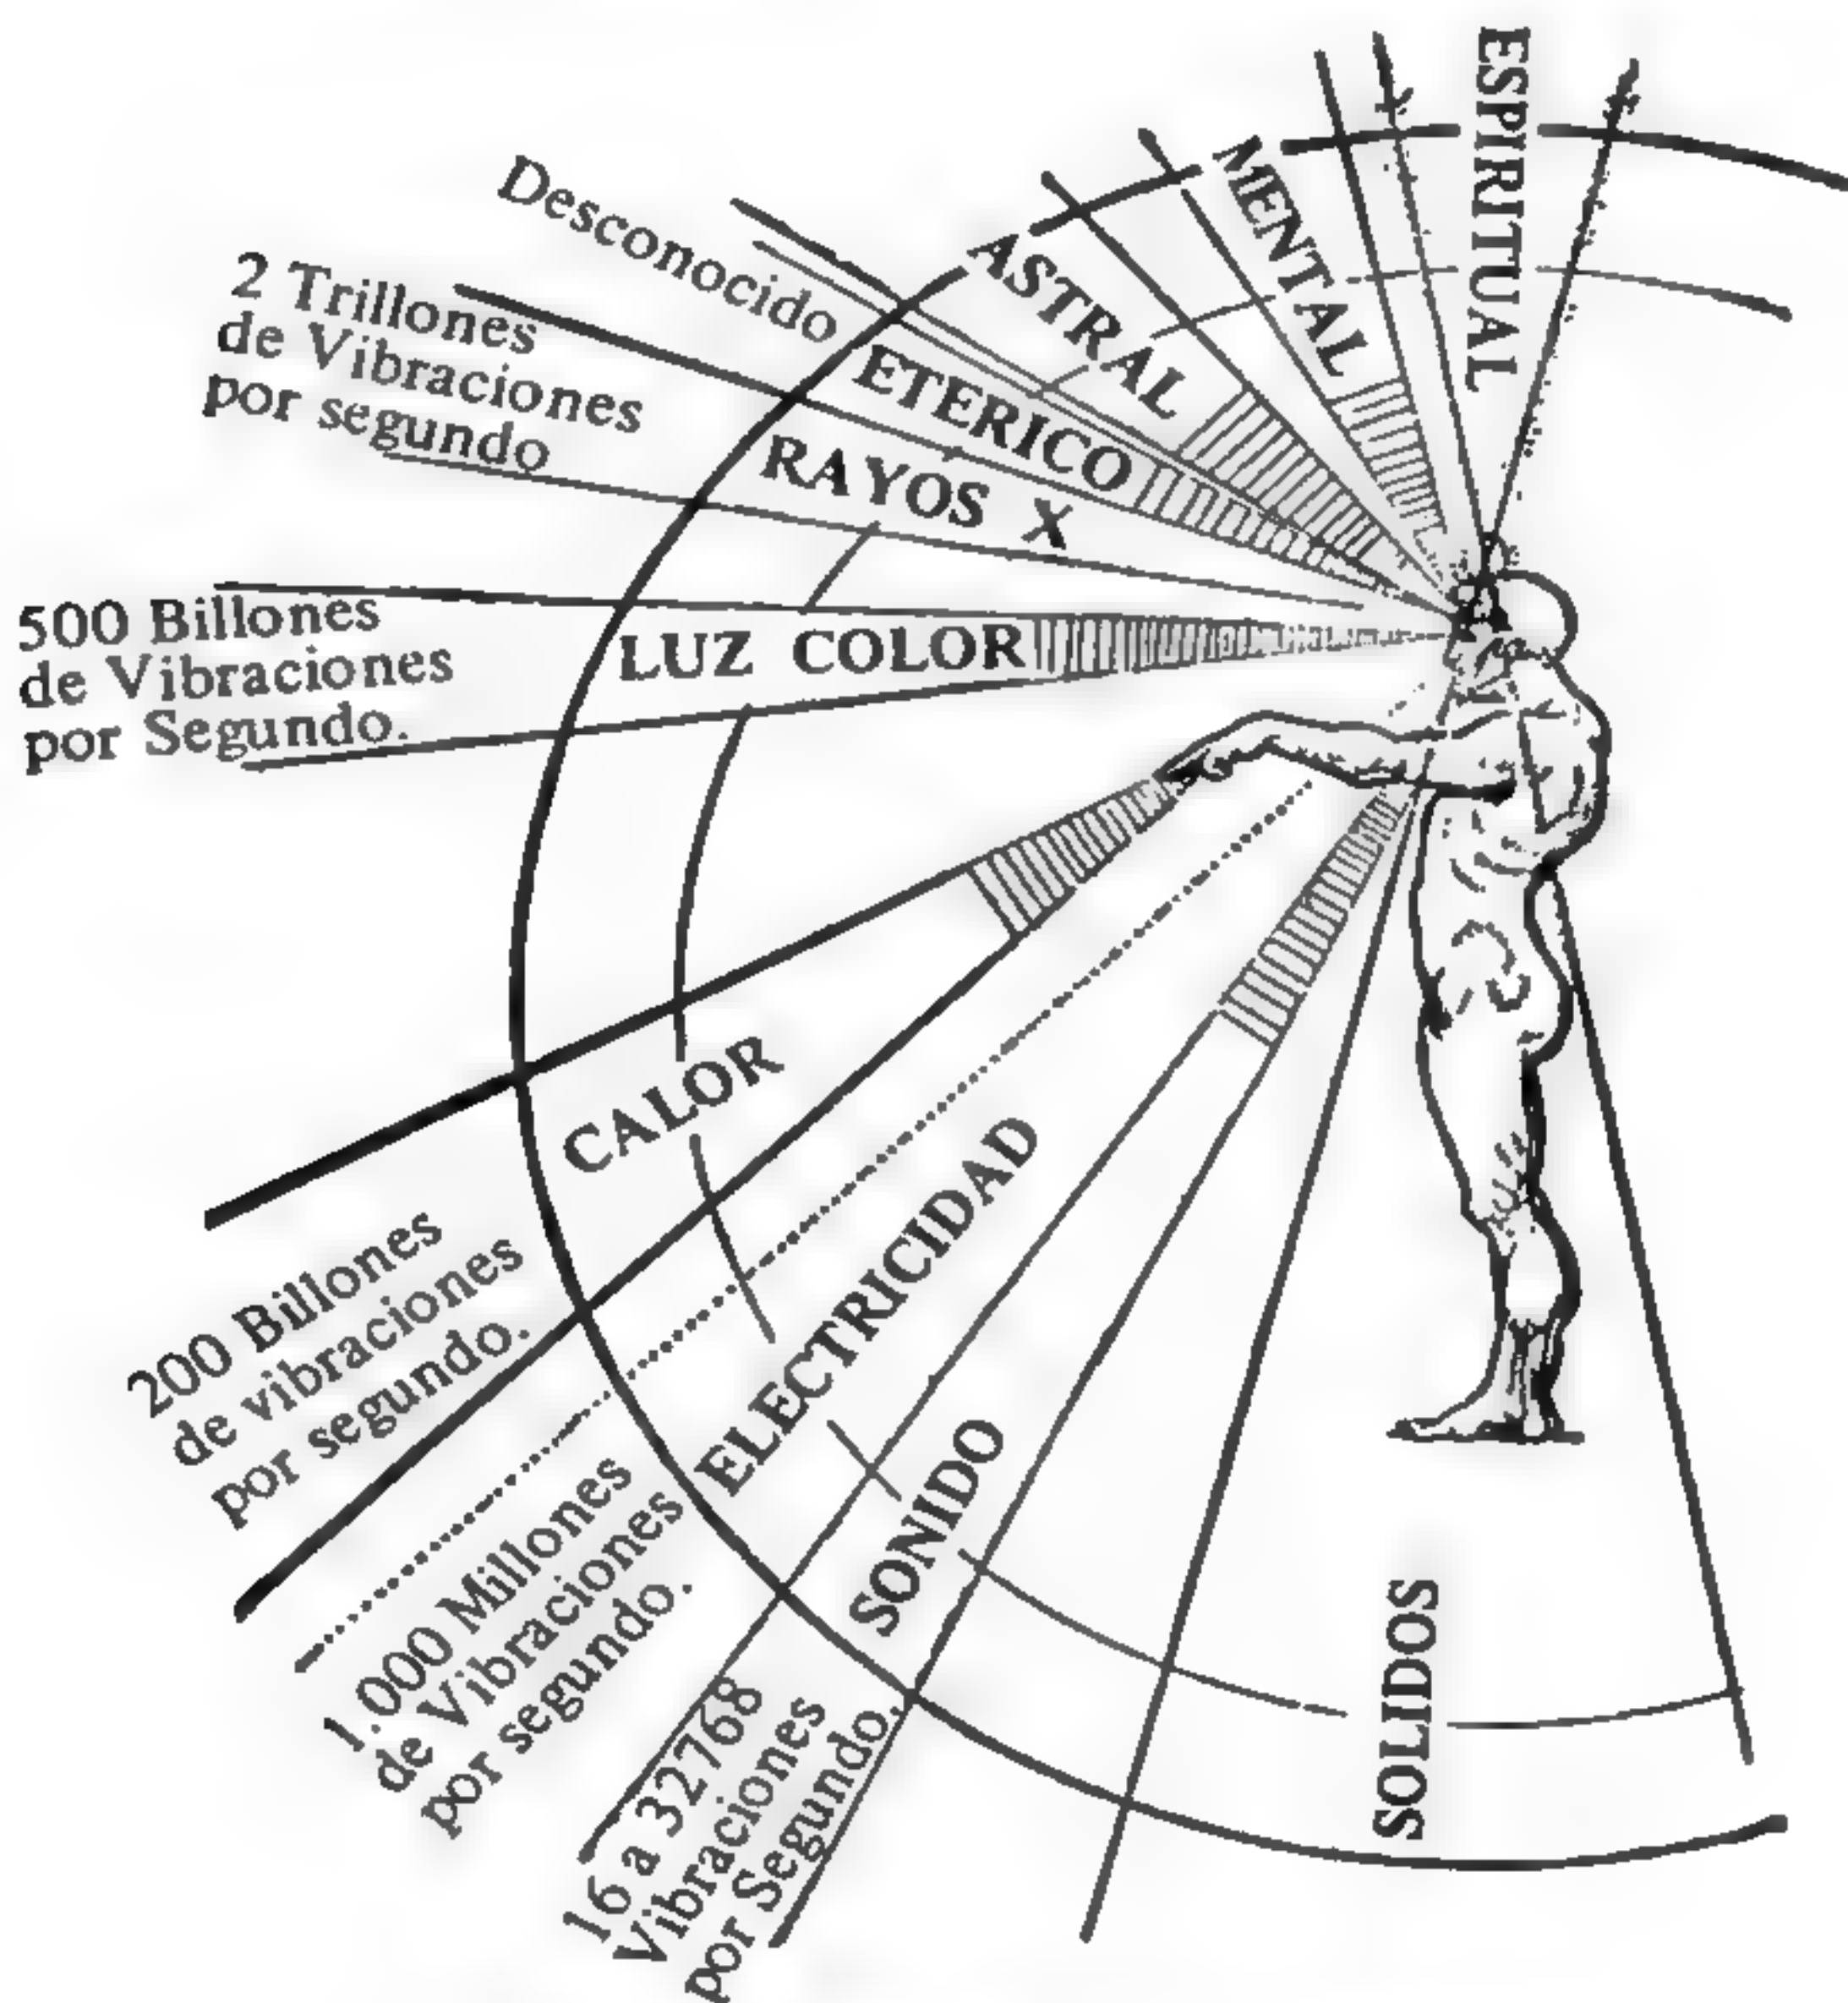 ESPIRITUAL
MENTAL
ASTRAL
Desconocido
ETERICO
2 Trillones
de Vibraciones
por segundo
RAYOS X
500 Billones
de Vibraciones
por Segundo.
LUZ COLOR
CALOR
200 Billones
de vibraciones
por segundo.
ELECTRICIDAD
1.000 Millones
de Vibraciones
por segundo.
SONIDO
16 a 32768
Vibraciones
por Segundo.
SOLIDOS